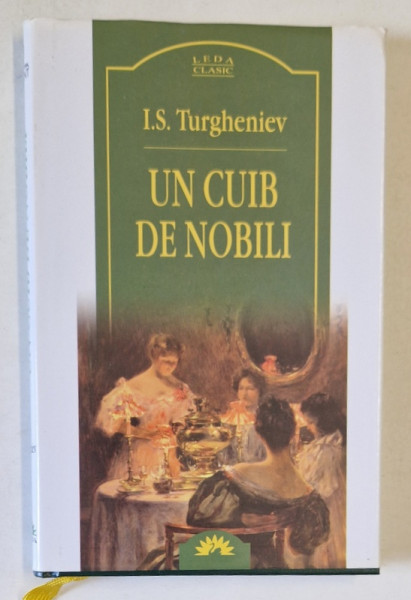 LEDA
CLASIC
I.S. Turgheniev
UN CUIB
DE NOBILI